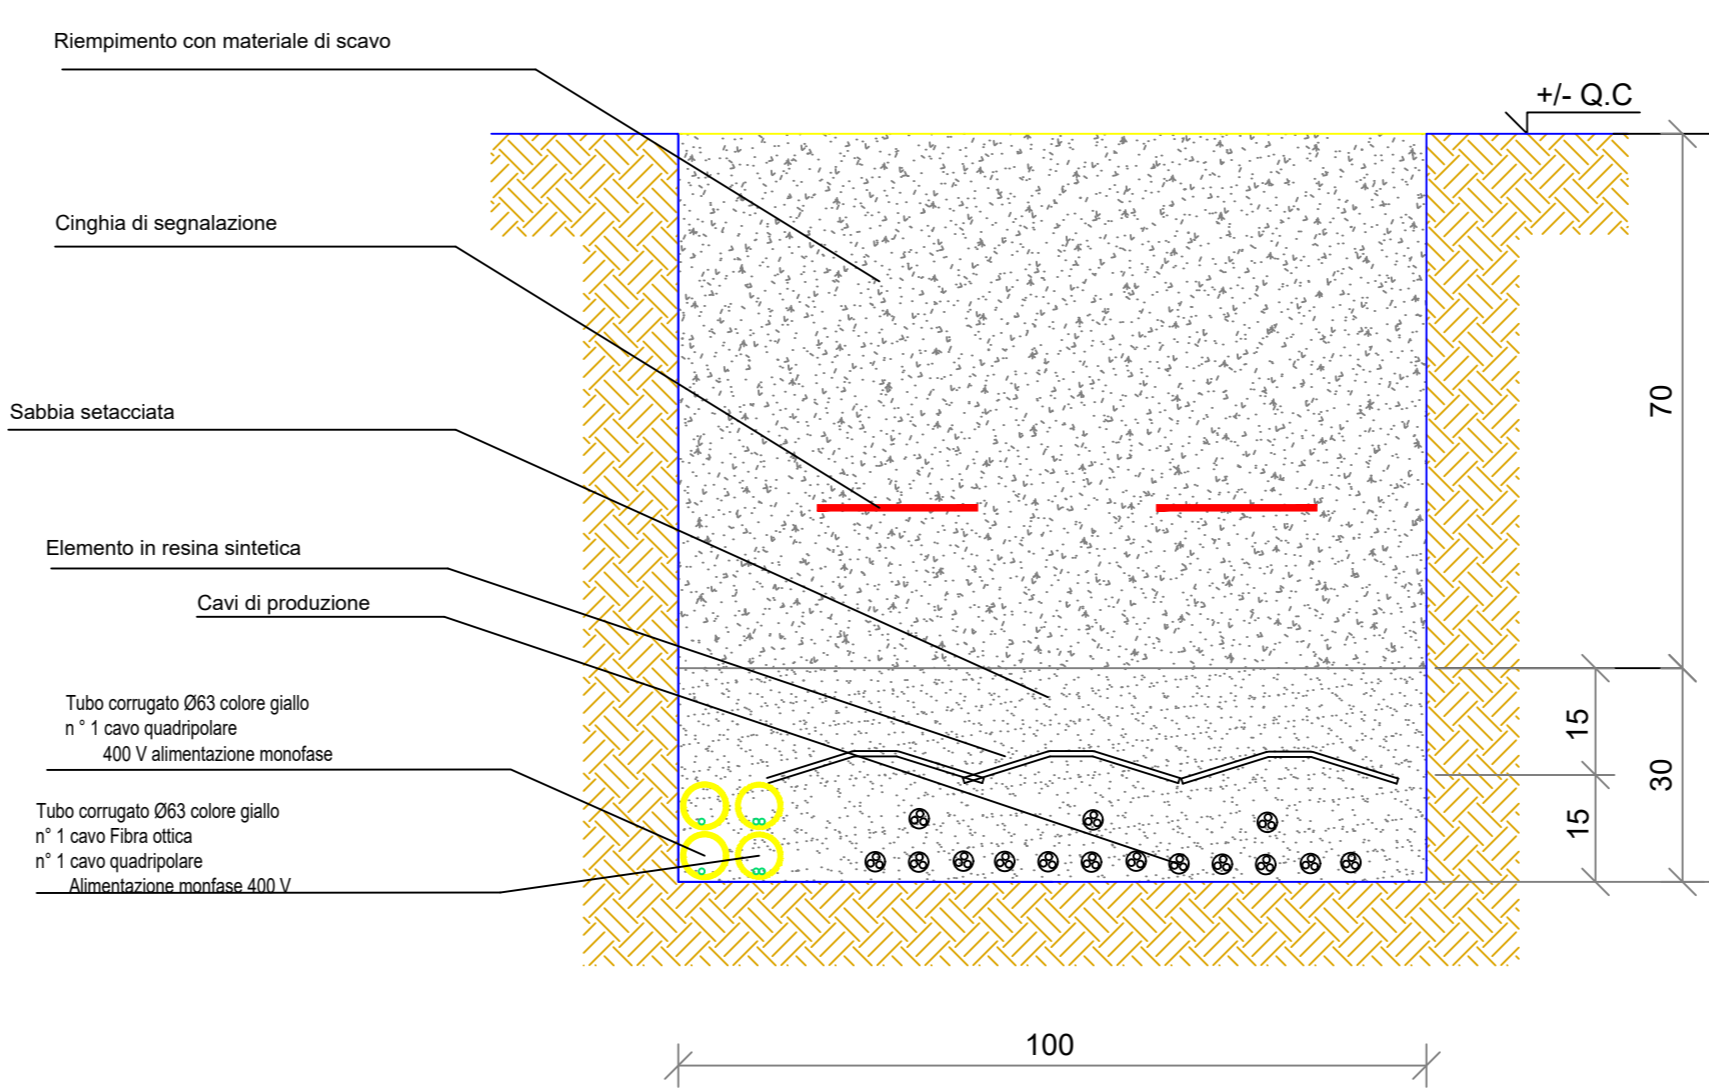 Riempimento con materiale di scavo
+/- Q.C
Cinghia di segnalazione
70
Sabbia setacciata
Elemento in resina sintetica
Cavi di produzione
Tubo corrugato Ø63 colore giallo
n ° 1 cavo quadripolare
400 V alimentazione monofase
15
30
15
Tubo corrugato Ø63 colore giallo
n° 1 cavo Fibra ottica
n° 1 cavo quadripolare
Alimentazione monfase 400 V
100